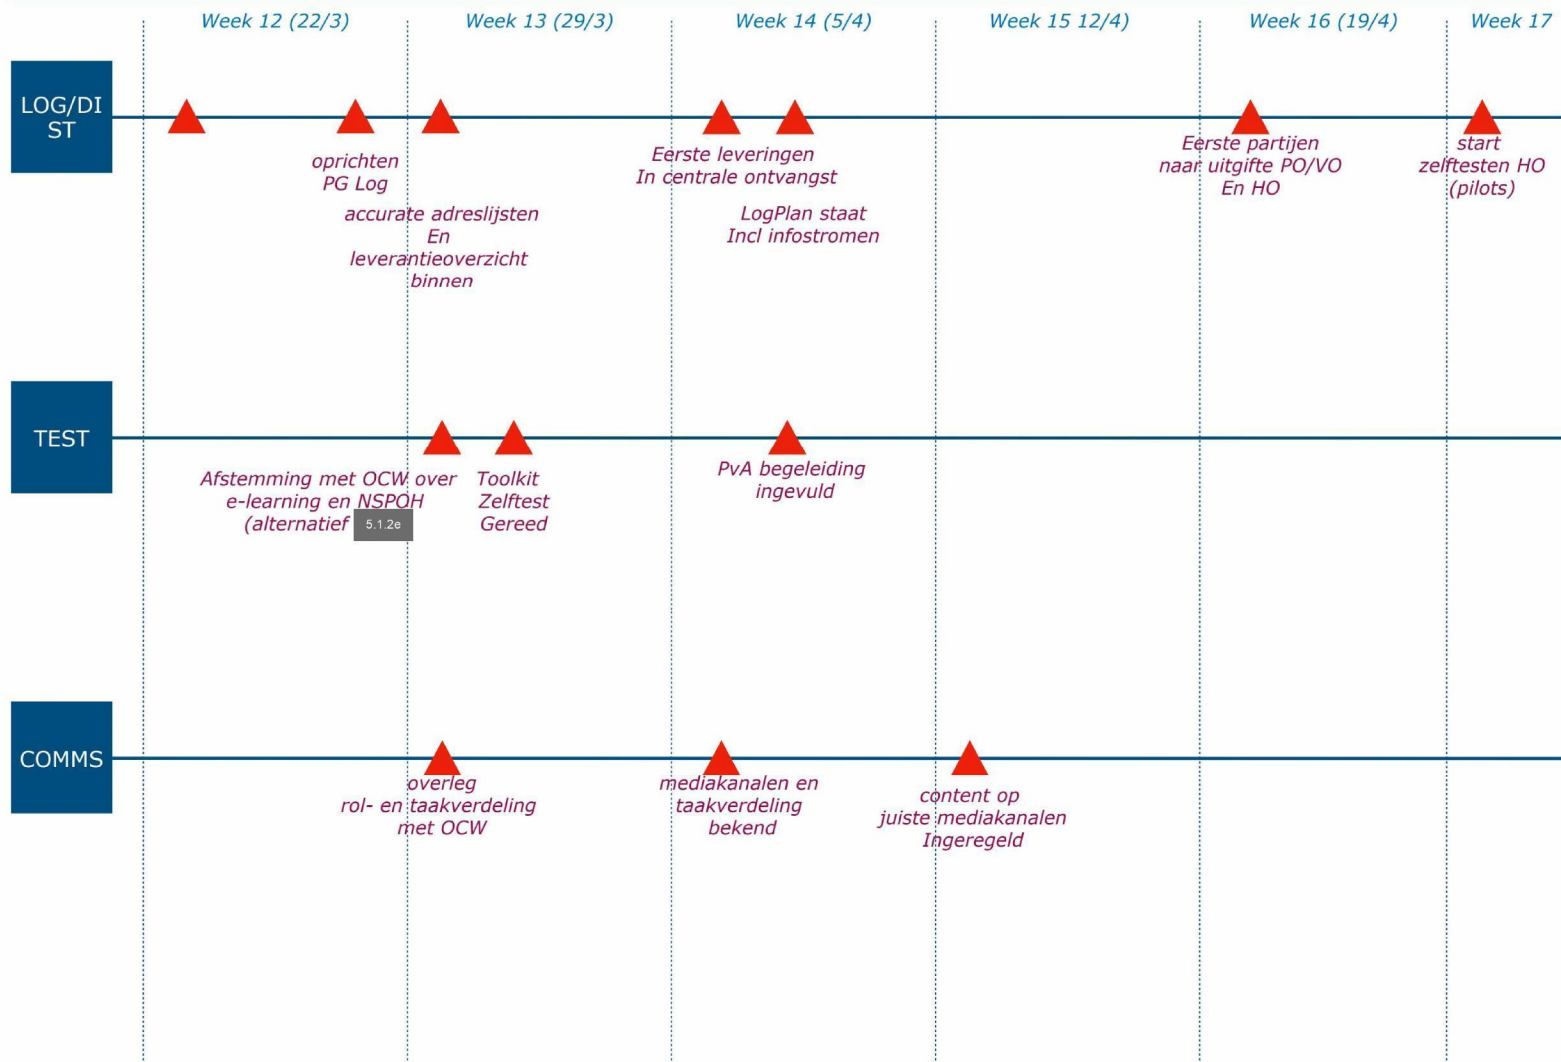 Week 12 (22/3)
Week 13 (29/3)
Week 14 (5/4)
Week 15 12/4)
Week 16 (19/4)
Week 17
LOG/DI
ST
oprichten
PG Log
accurate adreslijsten
En
leverantieoverzicht
binnen
Eerste leveringen
In centrale ontvangst
LogPlan staat
Incl infostromen
Eerste partijen
naar uitgifte PO/VO
En HO
start
zelftesten HO
(pilots)
TEST
Afstemming met OCW over
e-learning en NSPOH
(alternatief
5.1.2e
Toolkit
Zelftest
Gereed
PvA begeleiding
ingevuld
COMMS
overleg
rol- en taakverdeling
met OCW
mediakanalen en
taakverdeling
bekend
content op
juiste mediakanalen
Ingeregeld